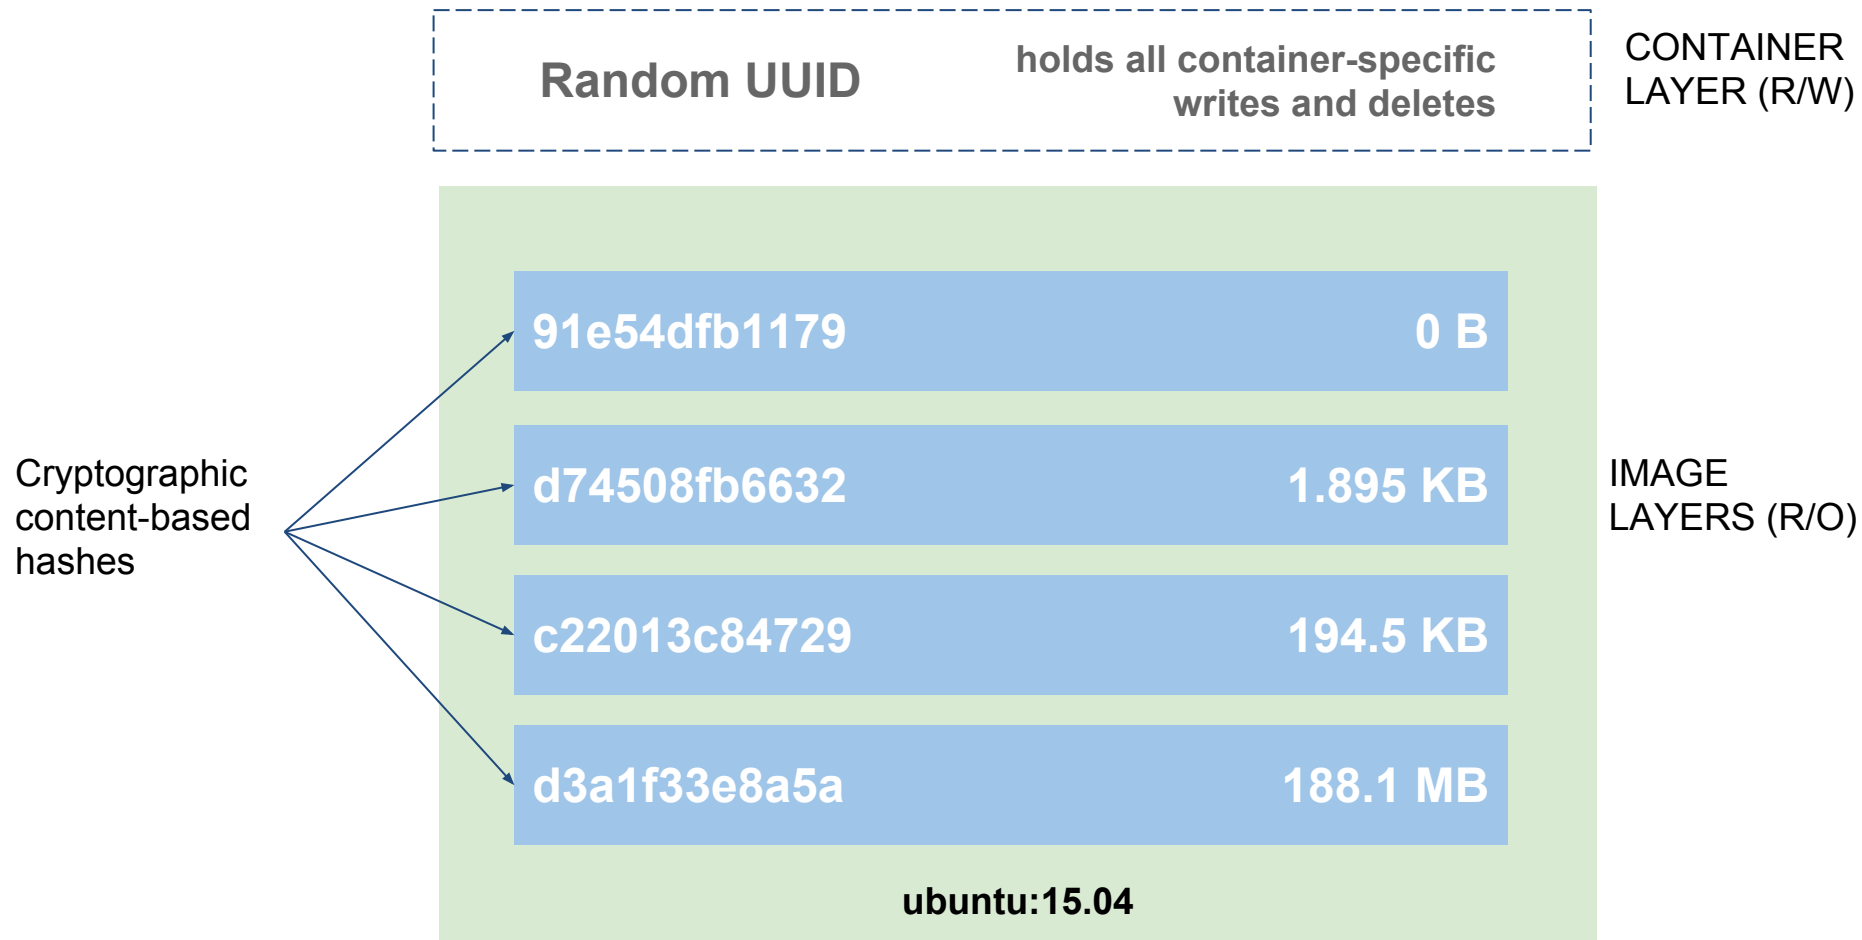 Random UUID
holds all container-specific
writes and deletes
CONTAINER
LAYER (R/W)
91e54dfb1179 0 B
d74508fb6632 1.895 KB
c22013c84729 194.5 KB
d3a1f33e8a5a 188.1 MB
ubuntu:15.04
Cryptographic
content-based
hashes
IMAGE
LAYERS (R/O)